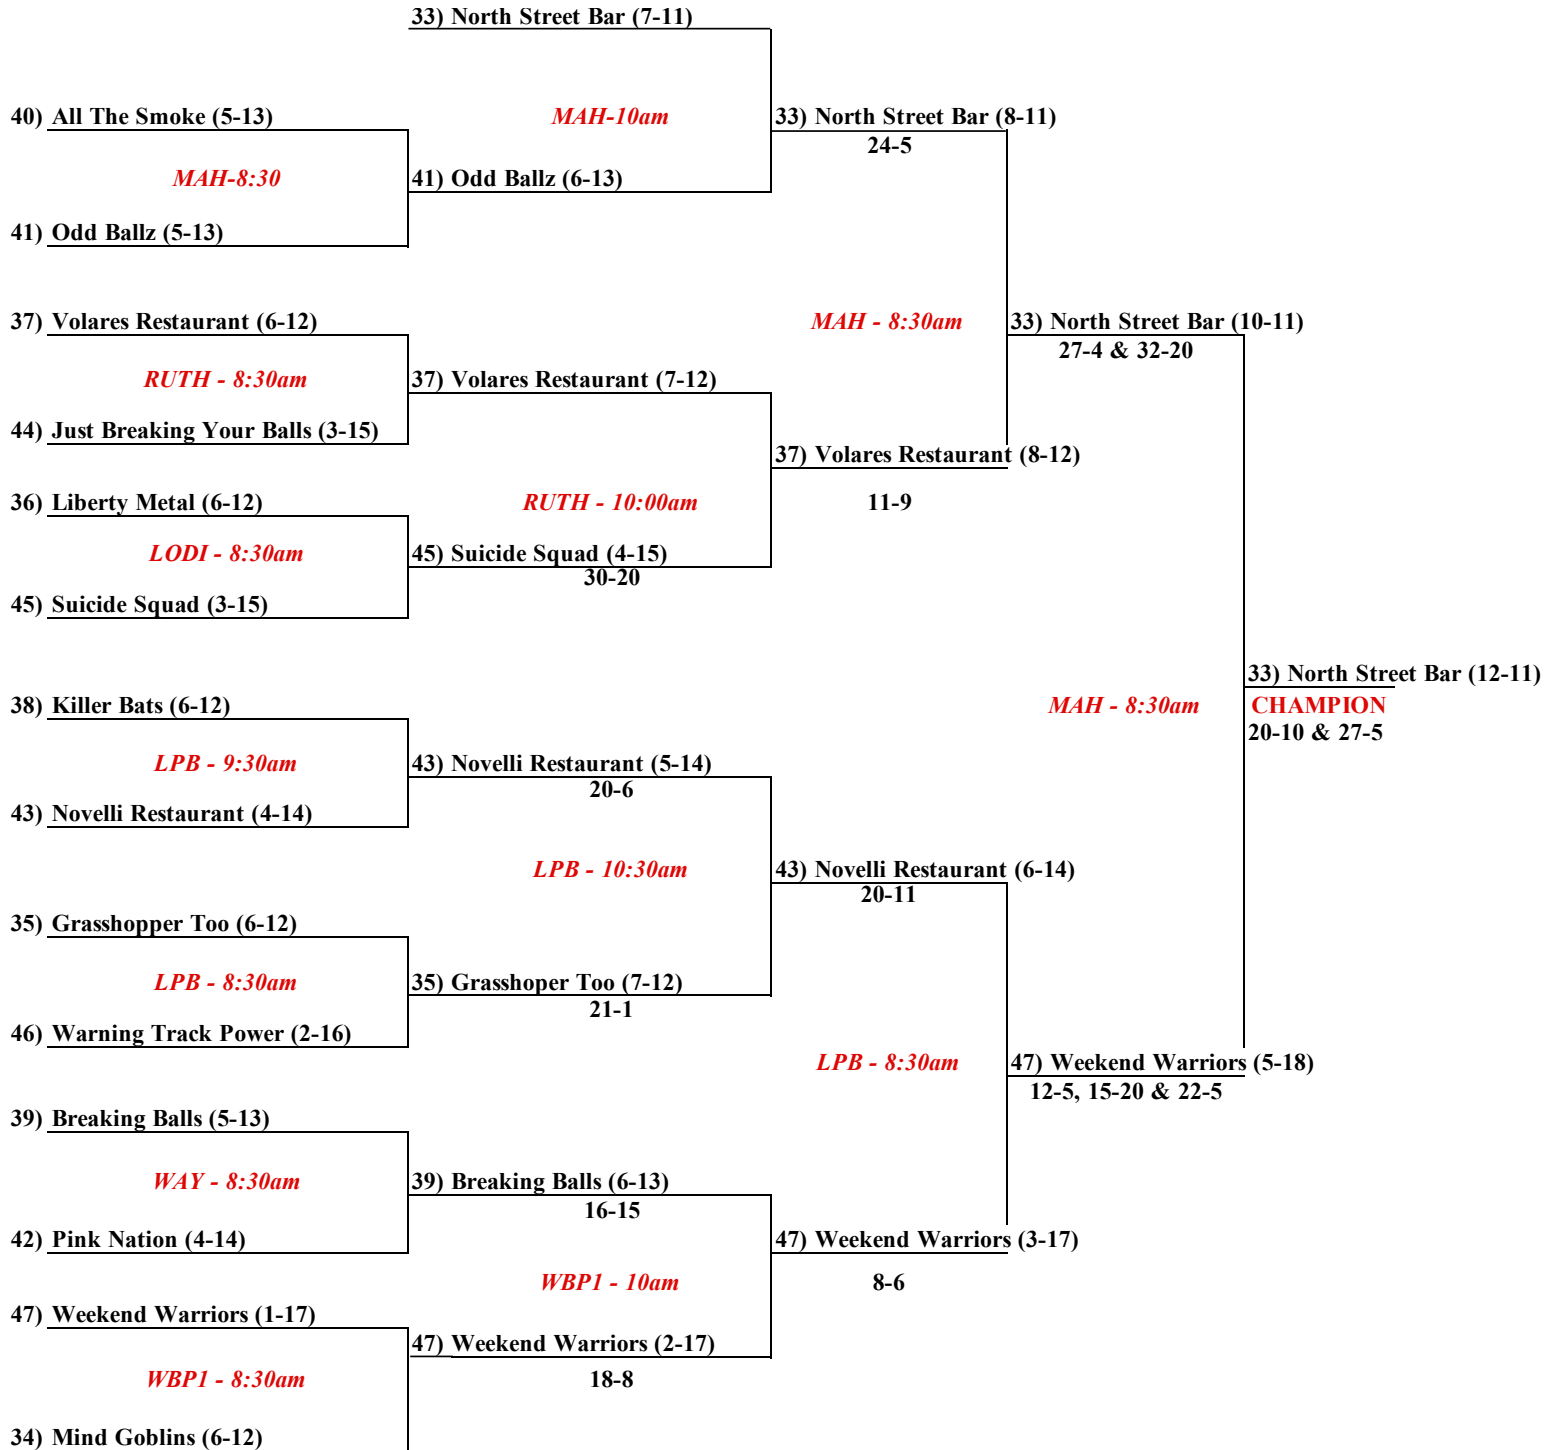 33) North Street Bar (7-11)
40) All The Smoke (5-13)
MAH-10am
33) North Street Bar (8-11)
24-5
MAH-8:30
41) Odd Ballz (6-13)
41) Odd Ballz (5-13)
37) Volares Restaurant (6-12)
MAH - 8:30am
33) North Street Bar (10-11)
27-4 & 32-20
RUTH - 8:30am
37) Volares Restaurant (7-12)
44) Just Breaking Your Balls (3-15)
37) Volares Restaurant (8-12)
36) Liberty Metal (6-12)
RUTH - 10:00am
11-9
LODI - 8:30am
45) Suicide Squad (4-15)
30-20
45) Suicide Squad (3-15)
33) North Street Bar (12-11)
38) Killer Bats (6-12)
MAH - 8:30am
CHAMPION
20-10 & 27-5
LPB - 9:30am
43) Novelli Restaurant (5-14)
20-6
43) Novelli Restaurant (4-14)
LPB - 10:30am
43) Novelli Restaurant (6-14)
20-11
35) Grasshopper Too (6-12)
LPB - 8:30am
35) Grasshoper Too (7-12)
21-1
46) Warning Track Power (2-16)
LPB - 8:30am
47) Weekend Warriors (5-18)
12-5, 15-20 & 22-5
39) Breaking Balls (5-13)
WAY - 8:30am
39) Breaking Balls (6-13)
16-15
42) Pink Nation (4-14)
47) Weekend Warriors (3-17)
WBP1 - 10am
8-6
47) Weekend Warriors (1-17)
47) Weekend Warriors (2-17)
WBP1 - 8:30am
18-8
34) Mind Goblins (6-12)